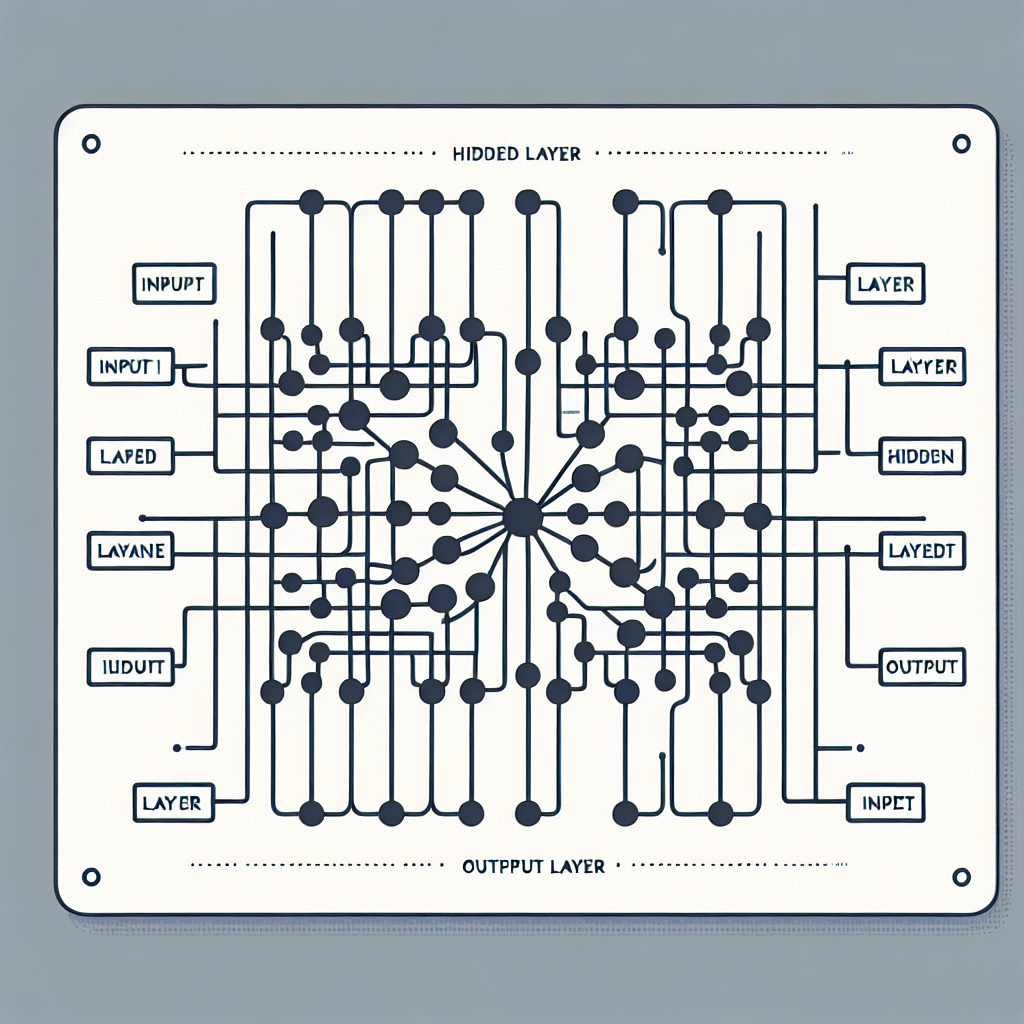 HIDDED LAYER
INPUPT
LAYER
INPUT I
LAYYER
LAPED
HIDDEN
LAYANE
LAYEDT
IUDUIT
OUTPUT
LAYER
INPET
OUTPPUT LAYER